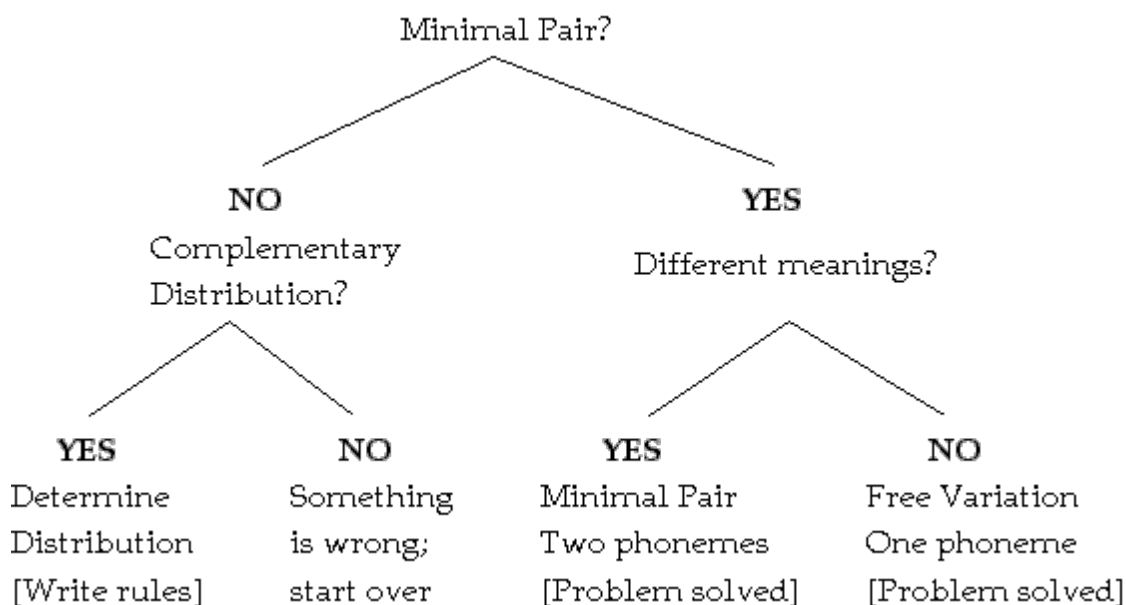 Minimal Pair?
NO
YES
Complementary
Distribution?
Different meanings?
YES
Determine
Distribution
[Write rules]
NO
Something
is wrong;
start over
YES
Minimal Pair
Two phonemes
[Problem solved]
NO
Free Variation
One phoneme
[Problem solved]